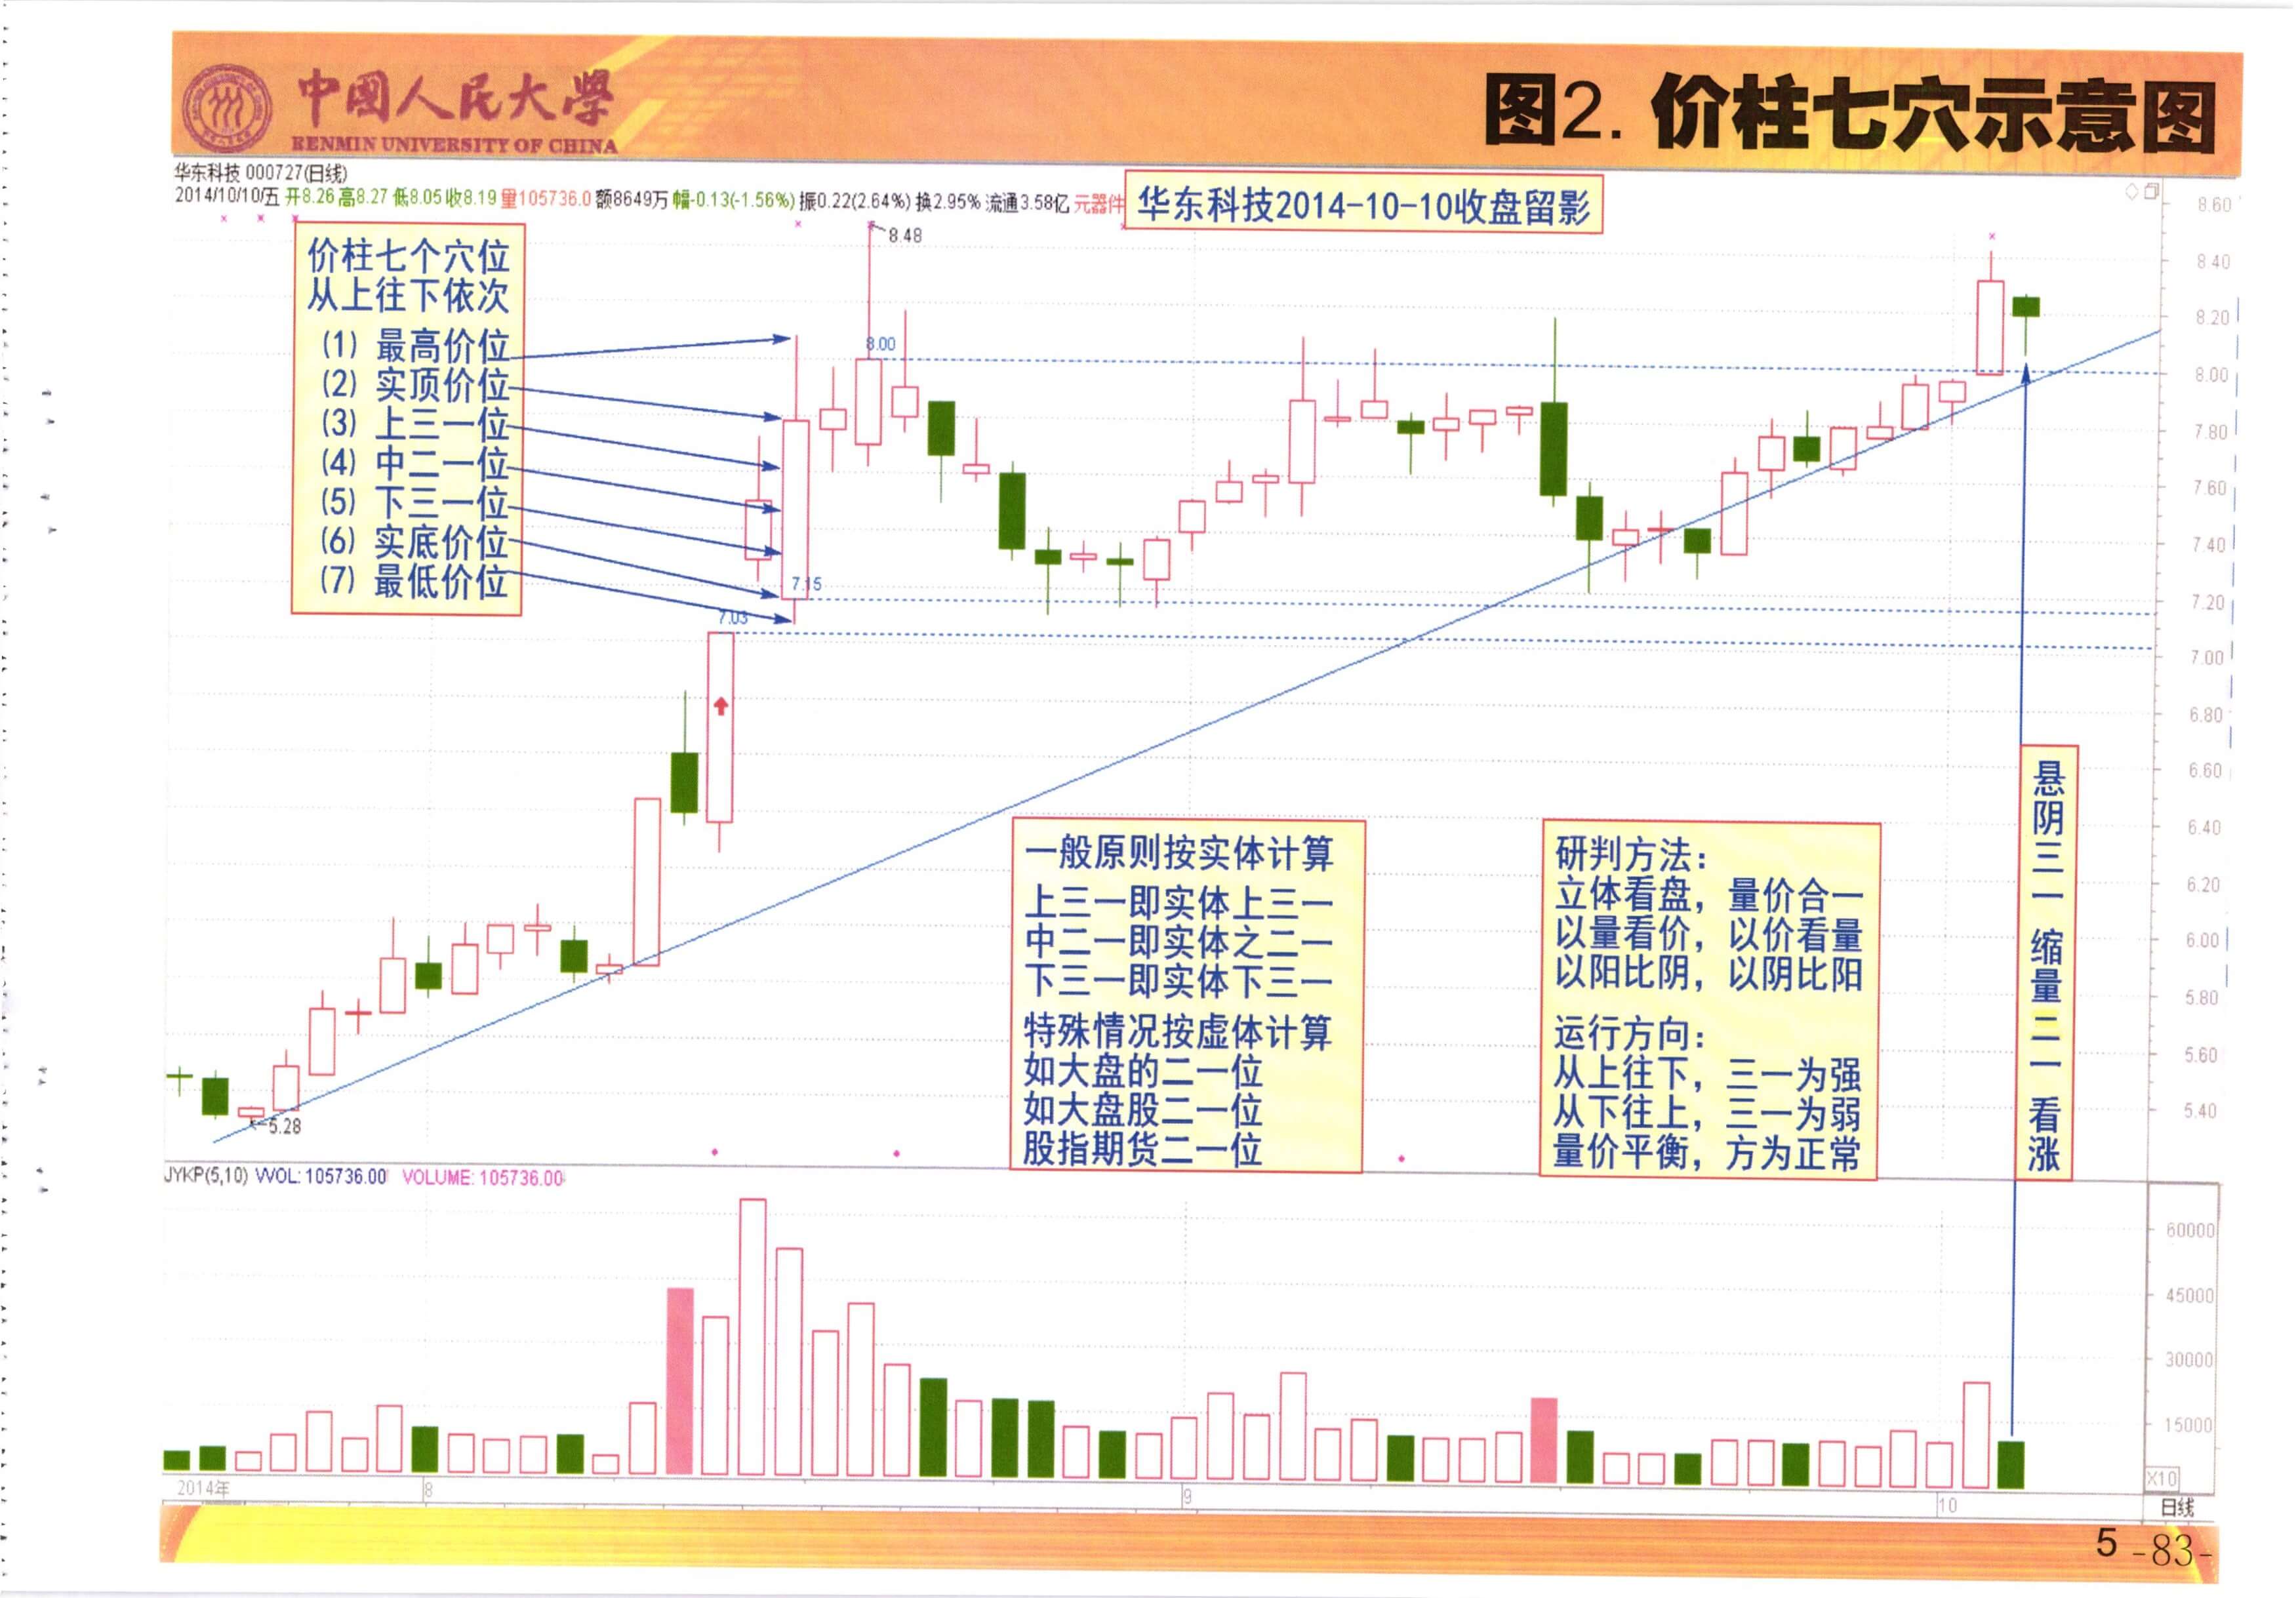 中國人民大學
RENMIN UNIVERSITY OF CHINA
图2. 价柱七穴示意图
华东科技 000727(日线)
2014/10/10/五 开8.26 高8.27 低8.05 收8.19 量105736.0 额8649万 幅-0.13(-1.56%) 振0.22(2.64%) 换2.95% 流通3.58亿 元器件
华东科技2014-10-10收盘留影
价柱七个穴位
从上往下依次
(1) 最高价位
(2) 实顶价位
(3) 上三一位
(4) 中二一位
(5) 下三一位
(6) 实底价位
(7) 最低价位
8.48
8.00
7.15
7.03
5.28
8.60
8.40
8.20
8.00
7.80
7.60
7.40
7.20
7.00
6.80
6.60
6.40
6.20
6.00
5.80
5.60
5.40
一般原则按实体计算
上三一即实体上三一
中二一即实体之二一
下三一即实体下三一
特殊情况按虚体计算
如大盘的二一位
如大盘股二一位
股指期货二一位
研判方法：
立体看盘，量价合一
以量看价，以价看量
以阳比阴，以阴比阳
运行方向：
从上往下，三一为强
从下往上，三一为弱
量价平衡，方为正常
悬阴三一 缩量二一 看涨
JYKP(5,10) VVOL: 105736.00 VOLUME: 105736.00
60000
45000
30000
15000
X10
2014年
8
9
10
日线
5 -83-